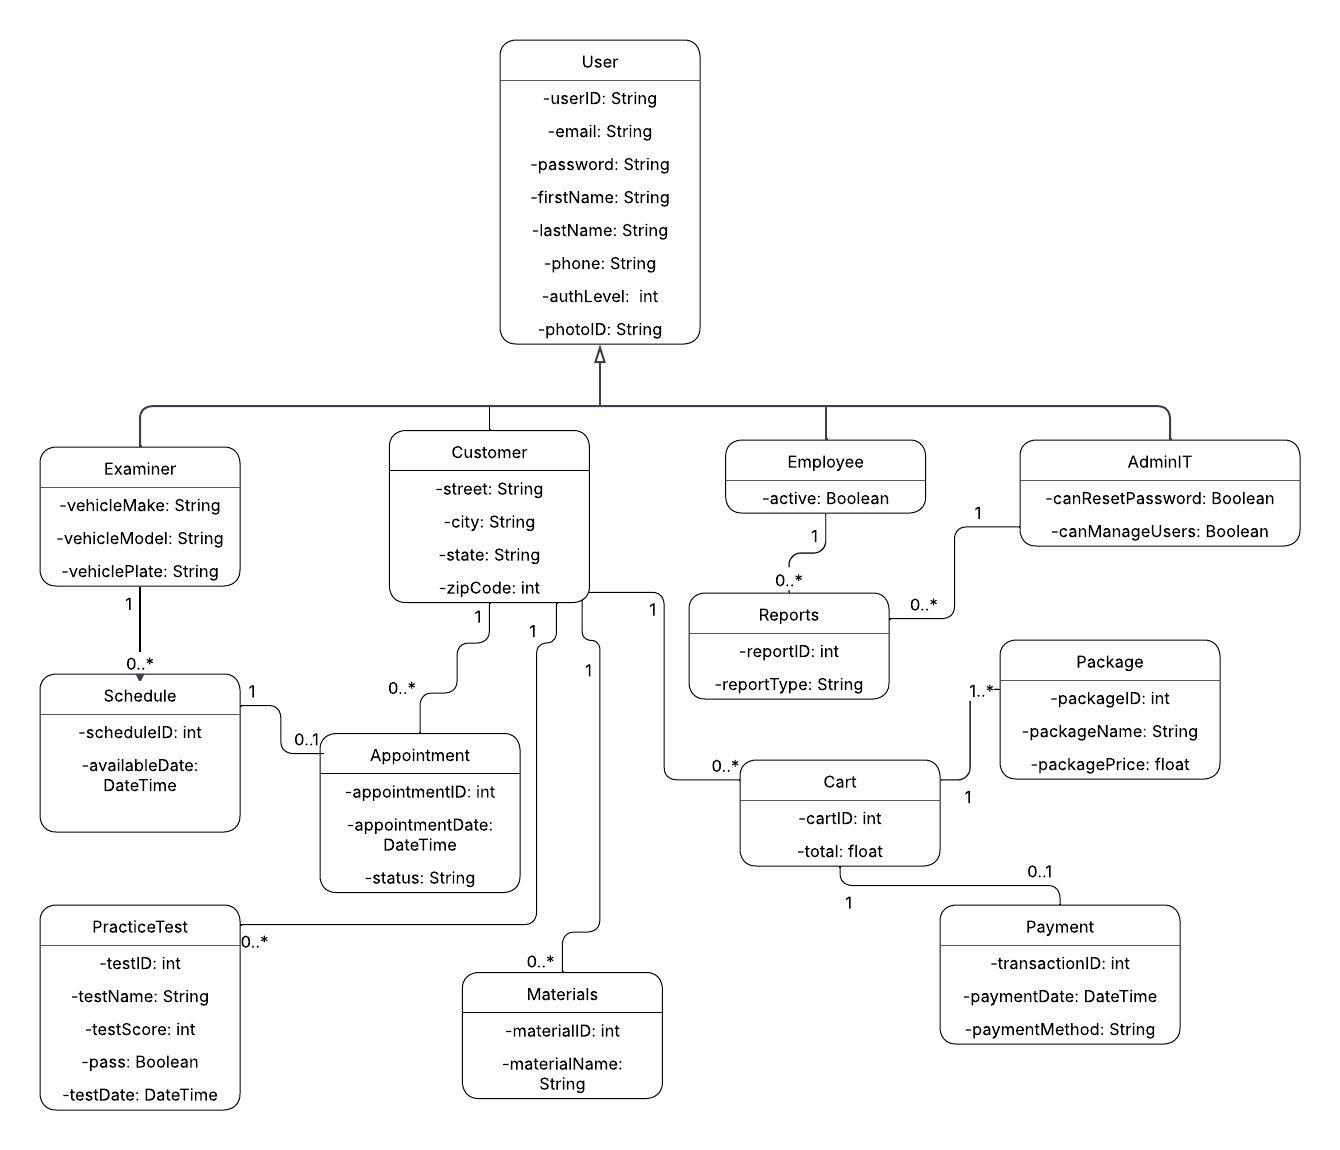 User
-userID: String
-email: String
-password: String
-firstName: String
-lastName: String
-phone: String
-authLevel:  int
-photoID: String
Examiner
-vehicleMake: String
-vehicleModel: String
-vehiclePlate: String
Customer
-street: String
-city: String
-state: String
-zipCode: int
Employee
-active: Boolean
AdminIT
-canResetPassword: Boolean
-canManageUsers: Boolean
1
0..*
1
0..*
1
1
1
1
0..*
1
0..*
Reports
-reportID: int
-reportType: String
Schedule
-scheduleID: int
-availableDate:
DateTime
1
0..1
Appointment
-appointmentID: int
-appointmentDate:
DateTime
-status: String
Package
-packageID: int
-packageName: String
-packagePrice: float
1..*
1
0..*
Cart
-cartID: int
-total: float
1
0..1
Payment
-transactionID: int
-paymentDate: DateTime
-paymentMethod: String
PracticeTest
-testID: int
-testName: String
-testScore: int
-pass: Boolean
-testDate: DateTime
0..*
0..*
Materials
-materialID: int
-materialName:
String